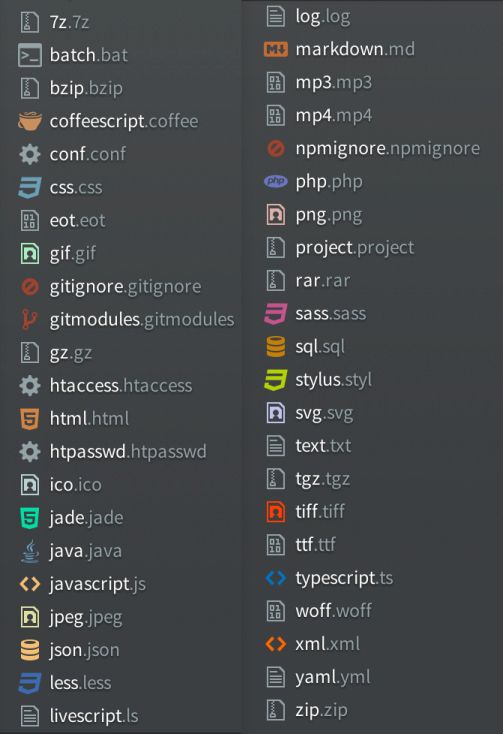 7z.7z
batch.bat
bzip.bzip
coffeescript.coffee
conf.conf
css.css
eot.eot
gif.gif
gitignore.gitignore
gitmodules.gitmodules
gz.gz
htaccess.htaccess
html.html
htpasswd.htpasswd
ico.ico
jade.jade
java.java
javascript.js
jpeg.jpeg
json.json
less.less
livescript.ls
log.log
markdown.md
mp3.mp3
mp4.mp4
npmignore.npmignore
php.php
png.png
project.project
rar.rar
sass.sass
sql.sql
stylus.styl
svg.svg
text.txt
tgz.tgz
tiff.tiff
ttf.ttf
typescript.ts
woff.woff
xml.xml
yaml.yml
zip.zip